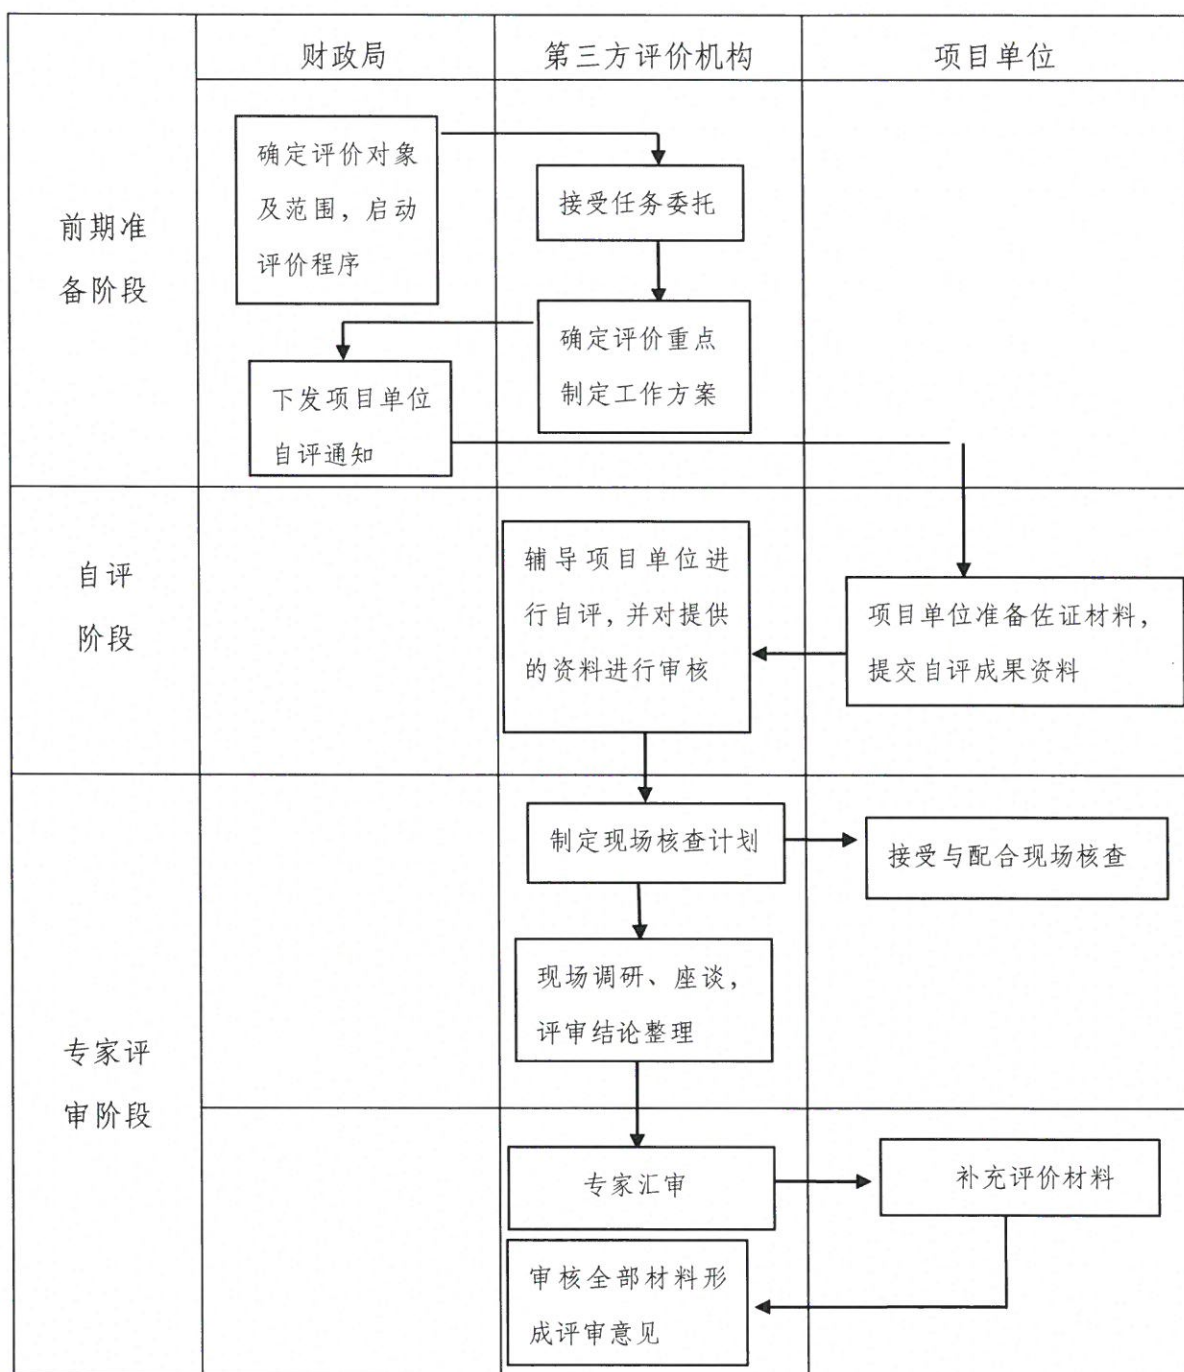 财政局
第三方评价机构
项目单位
前期准
备阶段
确定评价对象
及范围，启动
评价程序
接受任务委托
确定评价重点
制定工作方案
下发项目单位
自评通知
自评
阶段
辅导项目单位进
行自评，并对提供
的资料进行审核
项目单位准备佐证材料，
提交自评成果资料
专家评
审阶段
制定现场核查计划
接受与配合现场核查
现场调研、座谈，
评审结论整理
专家汇审
补充评价材料
审核全部材料形
成评审意见